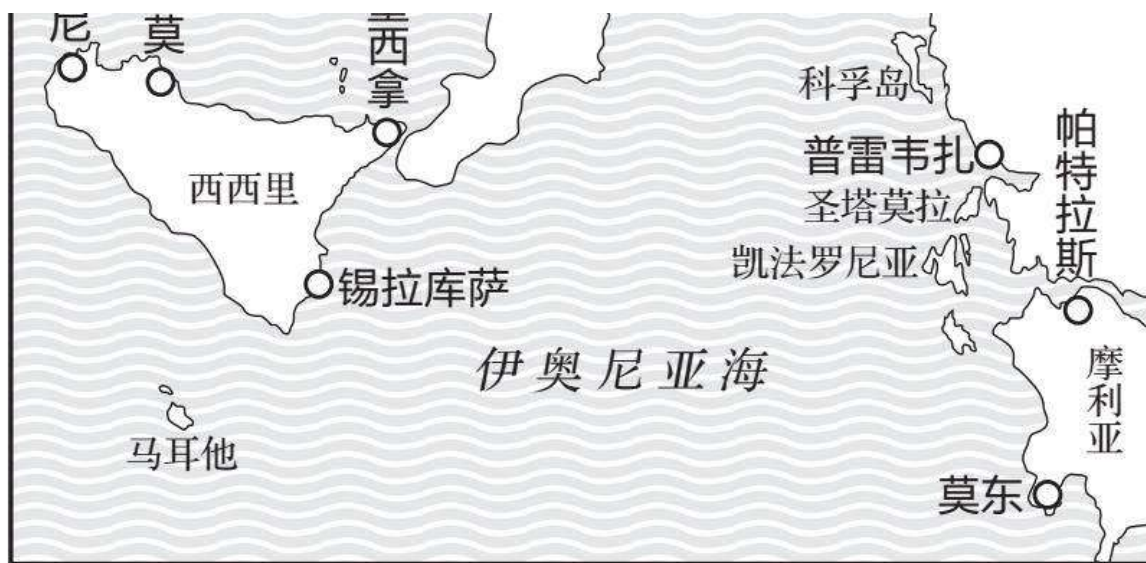 尼
莫
西拿
科孚岛
普雷韦扎
帕特拉斯
圣塔莫拉
西西里
凯法罗尼亚
锡拉库萨
伊奥尼亚海
摩利亚
马耳他
莫东